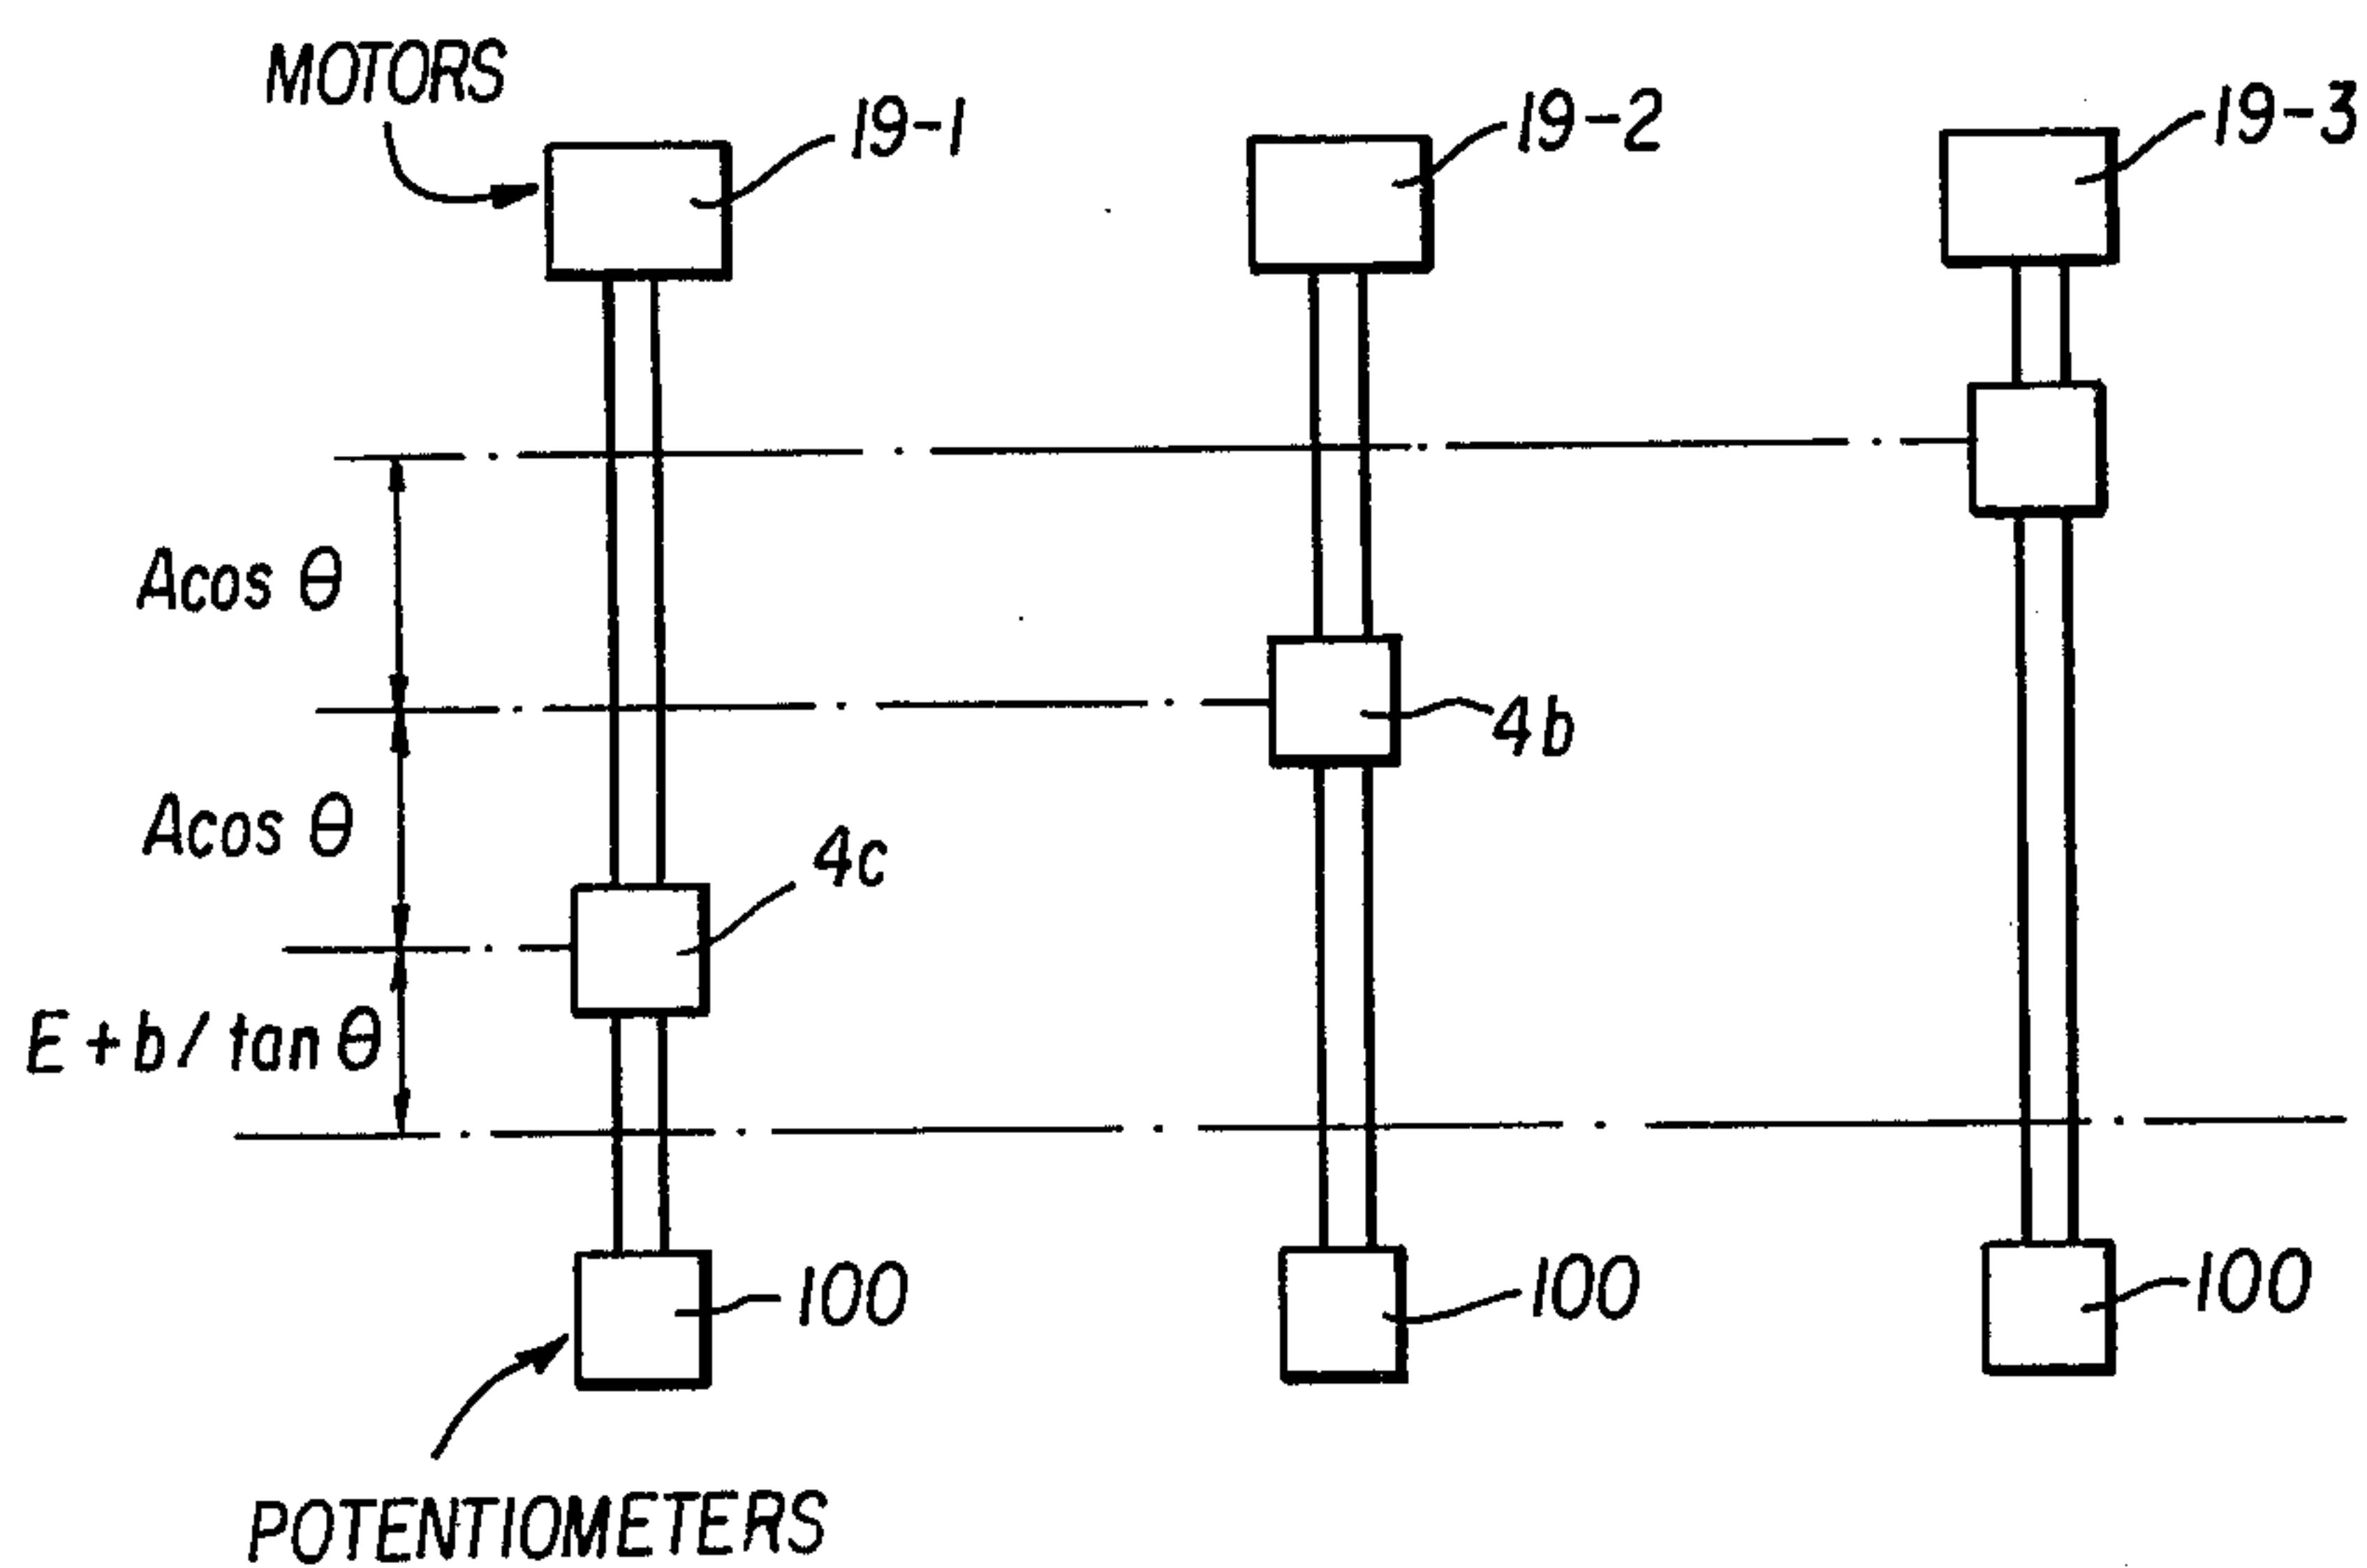 MOTORS
19-1
19-2
19-3
Acos θ
4b
Acos θ
4c
E + b / tan θ
100
100
100
POTENTIOMETERS